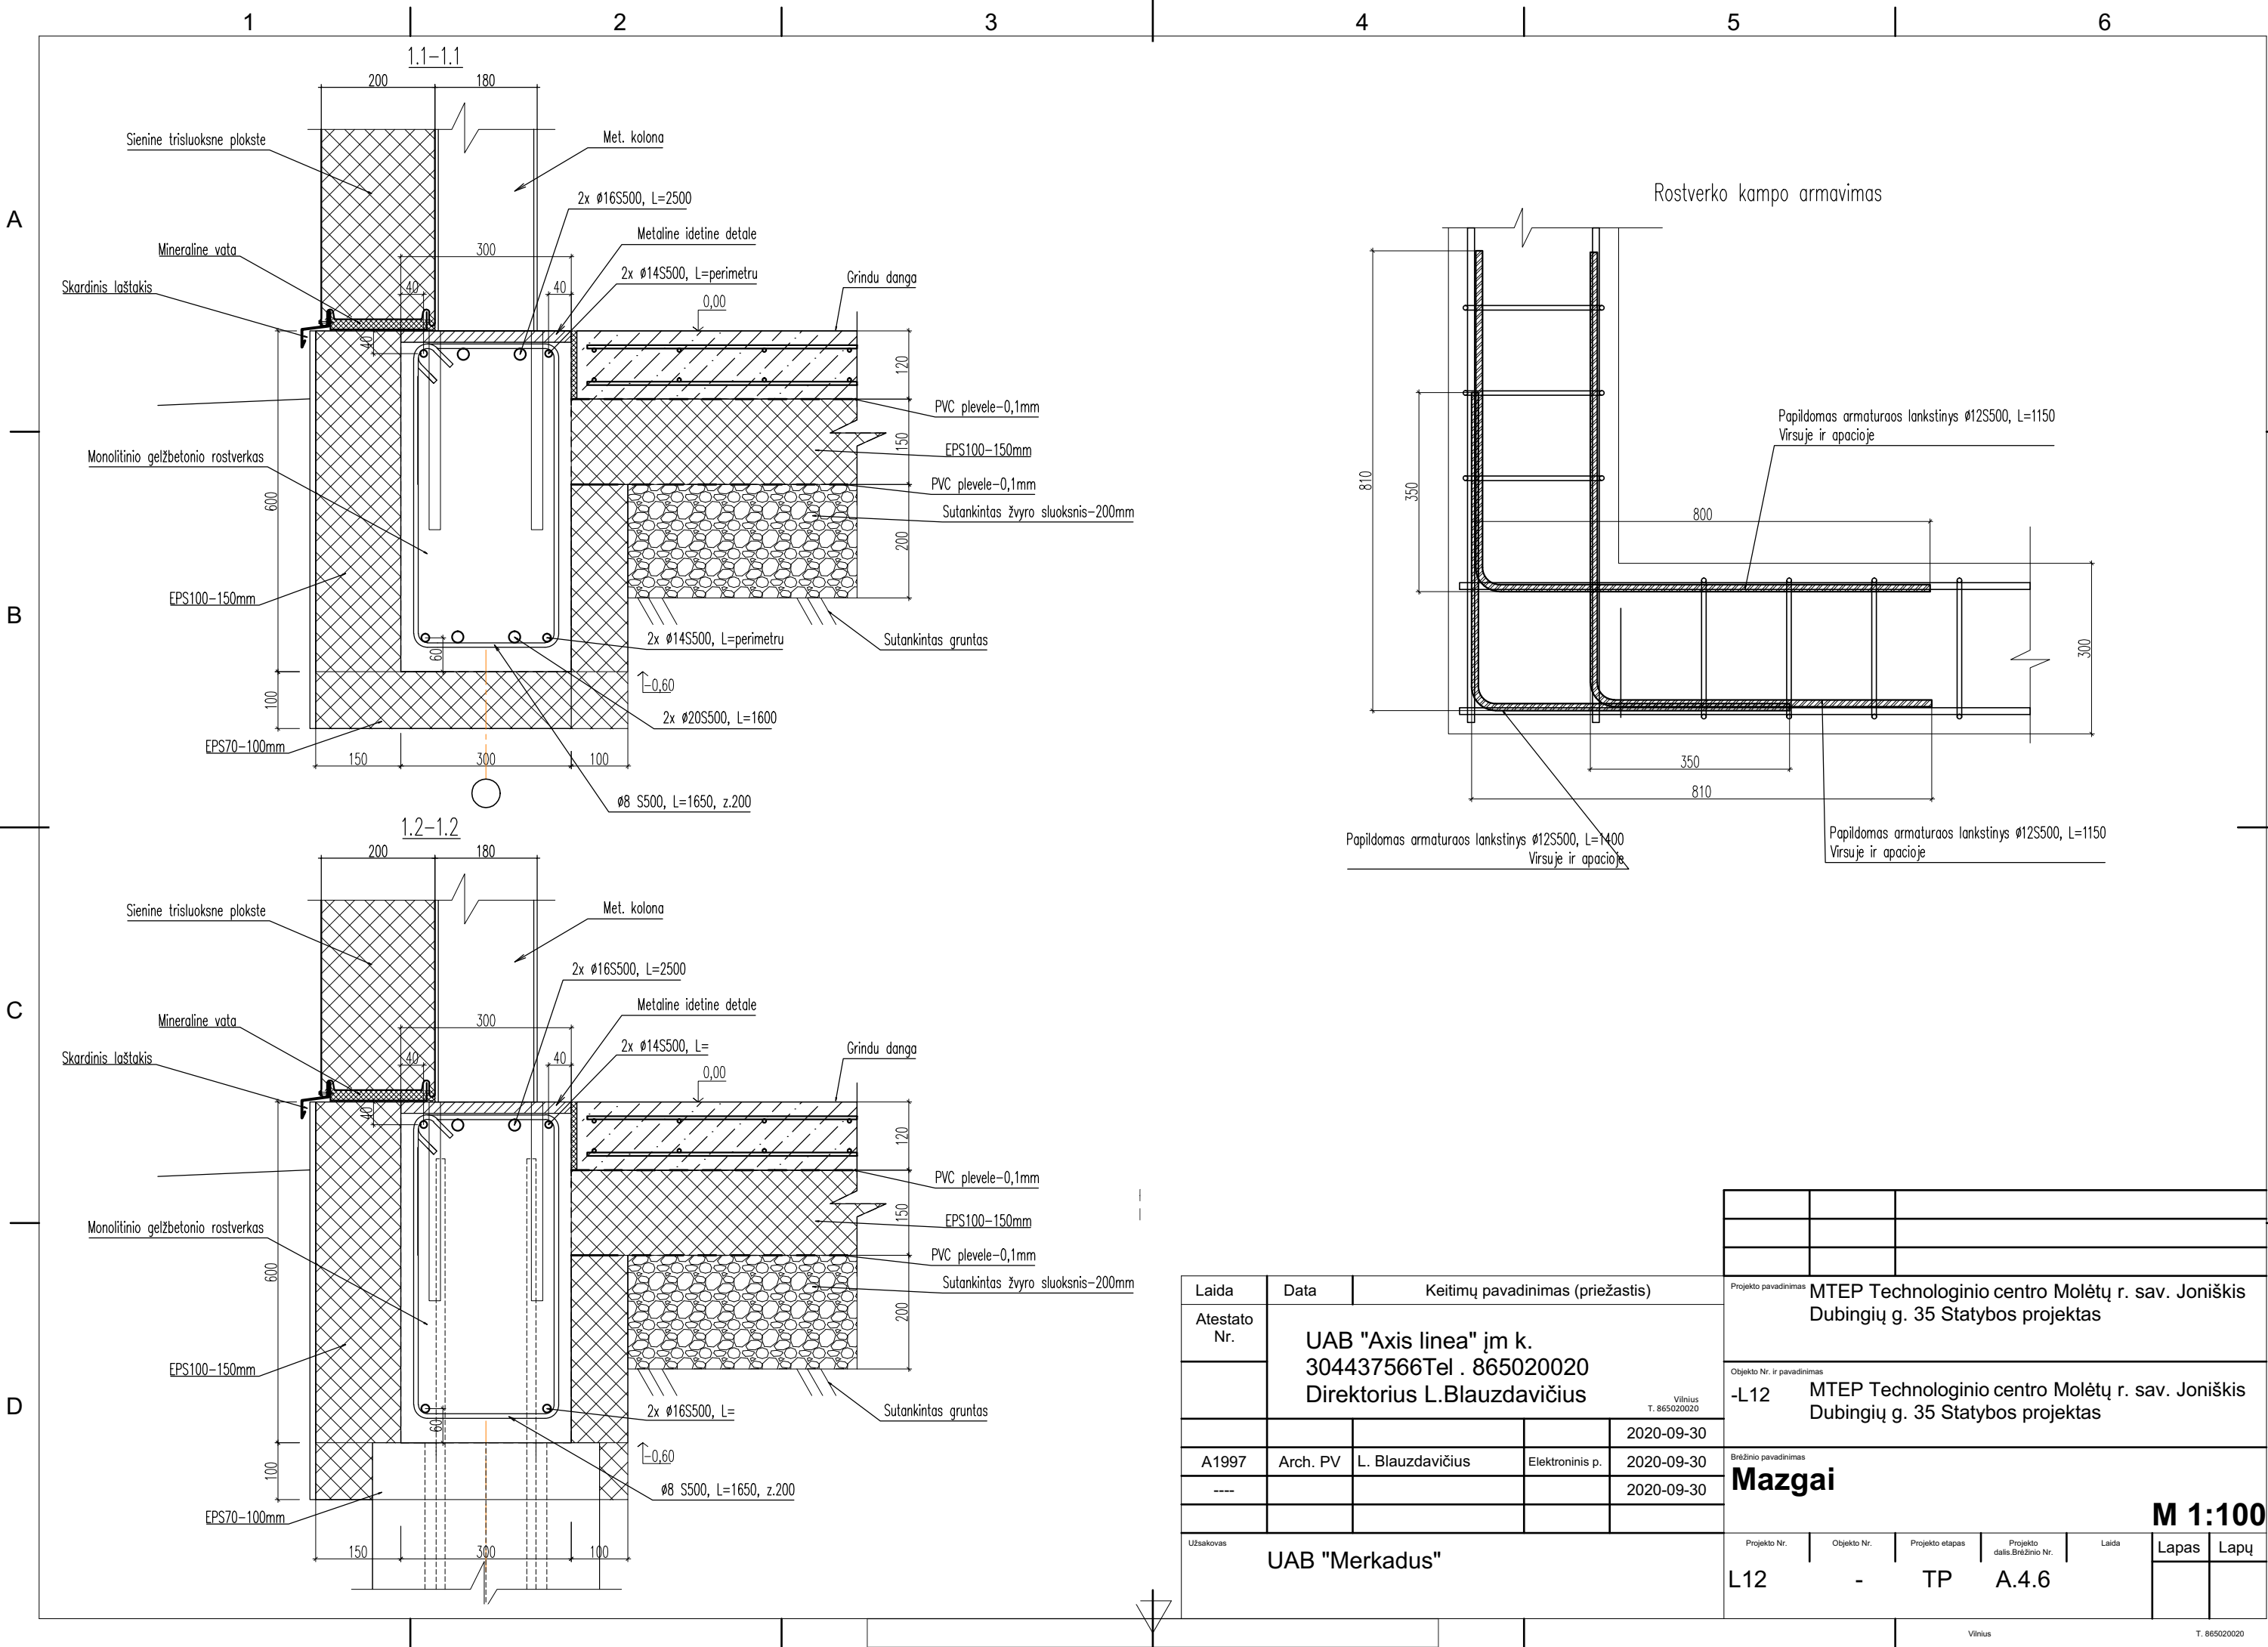 1
2
3
4
5
6
A
B
C
D
1.1-1.1
200
180
Sienine trisluoksne plokste
Met. kolona
2x ø16S500, L=2500
Mineraline vata
Metaline idetine detale
300
Skardinis laštakis
2x ø14S500, L=perimetru
Grindu danga
40
40
0,00
40
120
PVC plevele-0,1mm
150
EPS100-150mm
Monolitinio gelžbetonio rostverkas
PVC plevele-0,1mm
600
Sutankintas žvyro sluoksnis-200mm
200
EPS100-150mm
2x ø14S500, L=perimetru
Sutankintas gruntas
60
-0,60
100
2x ø20S500, L=1600
EPS70-100mm
150
300
100
ø8 S500, L=1650, z.200
1.2-1.2
200
180
Sienine trisluoksne plokste
Met. kolona
2x ø16S500, L=2500
Mineraline vata
Metaline idetine detale
300
Skardinis laštakis
2x ø14S500, L=
Grindu danga
40
40
0,00
40
120
PVC plevele-0,1mm
150
EPS100-150mm
Monolitinio gelžbetonio rostverkas
PVC plevele-0,1mm
600
Sutankintas žvyro sluoksnis-200mm
200
EPS100-150mm
2x ø16S500, L=
Sutankintas gruntas
60
-0,60
100
ø8 S500, L=1650, z.200
EPS70-100mm
150
300
100
Rostverko kampo armavimas
Papildomas armaturaos lankstinys ø12S500, L=1150
Virsuje ir apacioje
810
350
800
300
350
810
Papildomas armaturaos lankstinys ø12S500, L=1400
Virsuje ir apacioje
Papildomas armaturaos lankstinys ø12S500, L=1150
Virsuje ir apacioje
Laida
Data
Keitimų pavadinimas (priežastis)
Atestato
Nr.
UAB "Axis linea" įm k.
304437566Tel . 865020020
Direktorius L.Blauzdavičius
Vilnius
T. 865020020
2020-09-30
A1997
Arch. PV
L. Blauzdavičius
Elektroninis p.
2020-09-30
----
2020-09-30
Užsakovas
UAB "Merkadus"
Projekto pavadinimas
MTEP Technologinio centro Molėtų r. sav. Joniškis
Dubingių g. 35 Statybos projektas
Objekto Nr. ir pavadinimas
-L12
MTEP Technologinio centro Molėtų r. sav. Joniškis
Dubingių g. 35 Statybos projektas
Brėžinio pavadinimas
Mazgai
M 1:100
Projekto Nr.
Objekto Nr.
Projekto etapas
Projekto
dalis.Brėžinio Nr.
Laida
Lapas
Lapų
L12
-
TP
A.4.6
Vilnius
T. 865020020